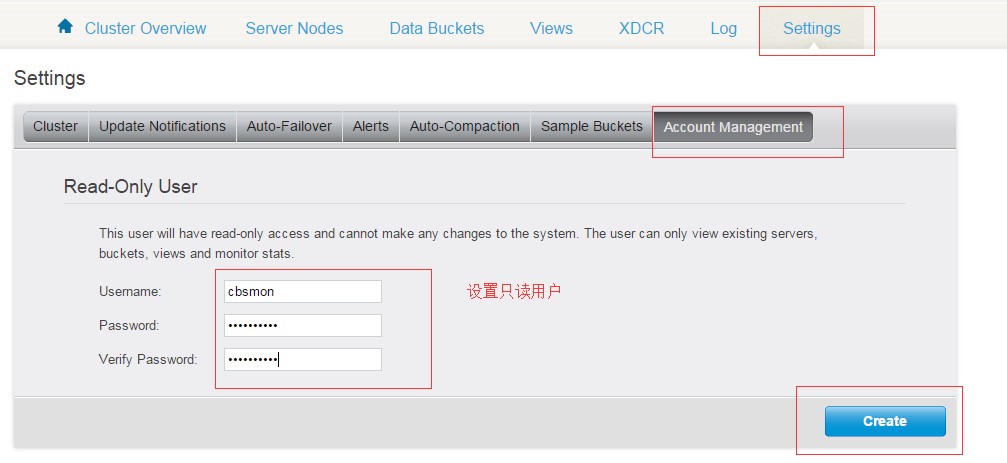 Cluster Overview Server Nodes Data Buckets Views XDCR Log Settings
Settings
Cluster Update Notifications Auto-Failover Alerts Auto-Compaction Sample Buckets Account Management
Read-Only User
This user will have read-only access and cannot make any changes to the system. The user can only view existing servers,
buckets, views and monitor stats.
Username: cbsmon 设置只读用户
Password: ••••••••••
Verify Password: ••••••••••
Create